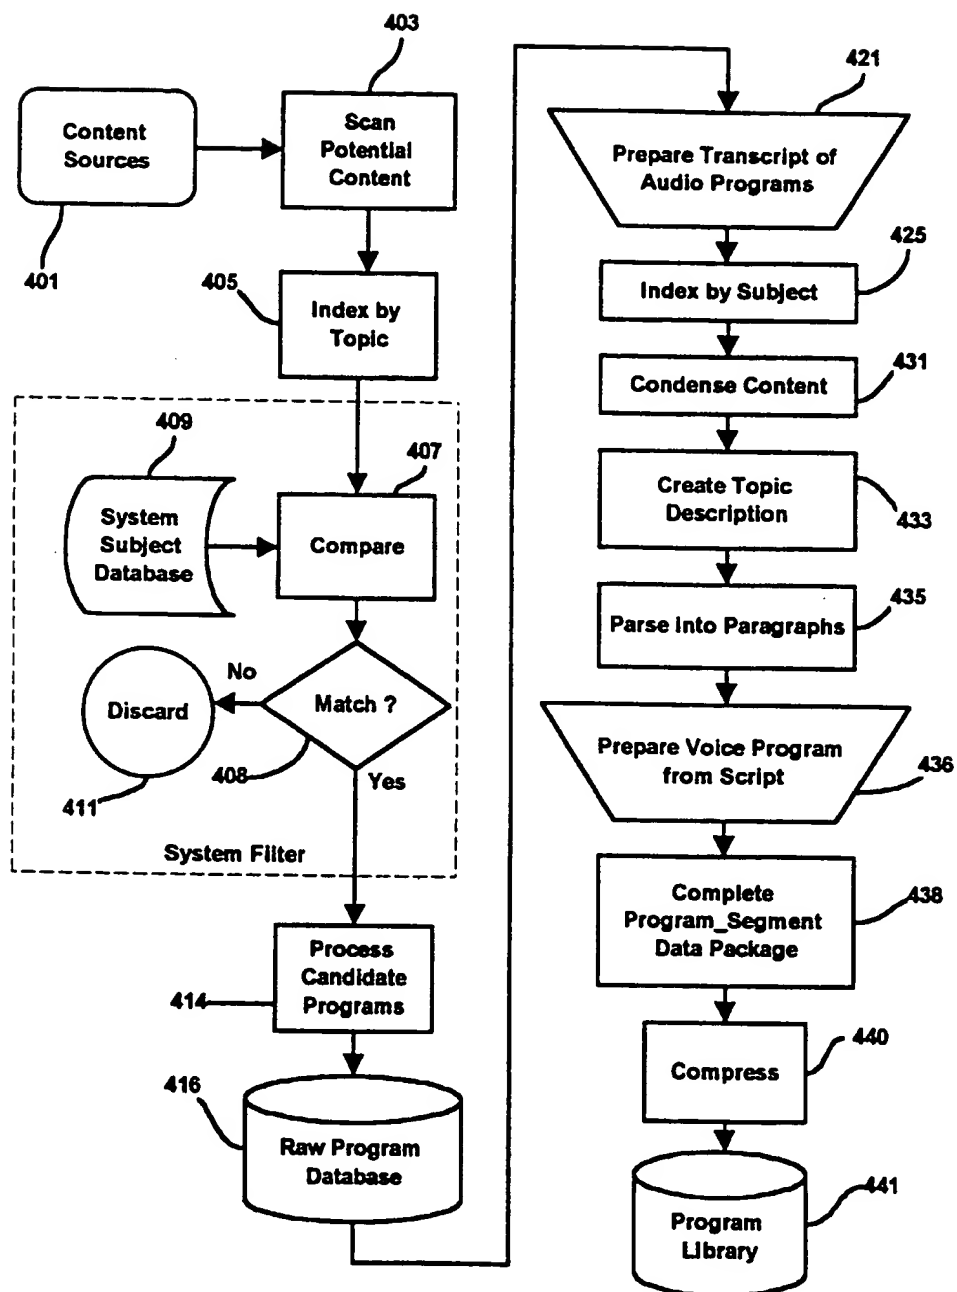 403
Content
Sources
401
Scan
Potential
Content
405
Index by
Topic
409
System
Subject
Database
407
Compare
No
Match ?
Discard
408
411
Yes
System Filter
Process
Candidate
Programs
414
416
Raw Program
Database
421
Prepare Transcript of
Audio Programs
425
Index by Subject
431
Condense Content
Create Topic
Description
433
435
Parse into Paragraphs
Prepare Voice Program
from Script
436
Complete
Program_Segment
Data Package
438
440
Compress
441
Program
Library